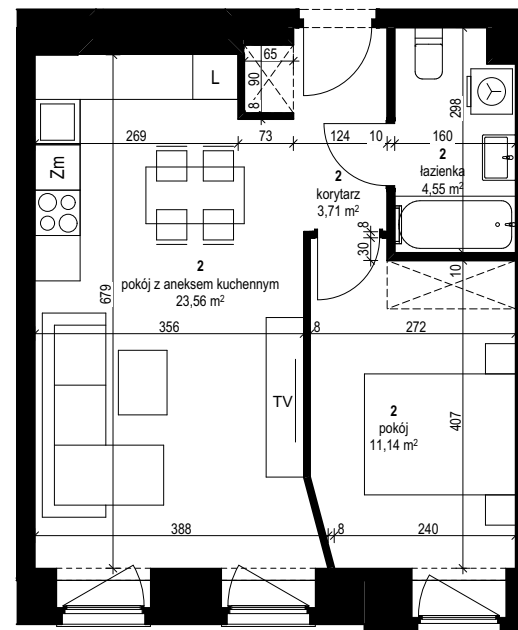 65
90
8
L
298
269
73
124
10
160
2
łazienka
4,55 m²
Zm
2
korytarz
3,71 m²
8
30
2
pokój z aneksem kuchennym
23,56 m²
10
679
356
8
272
TV
2
pokój
11,14 m²
407
388
8
240